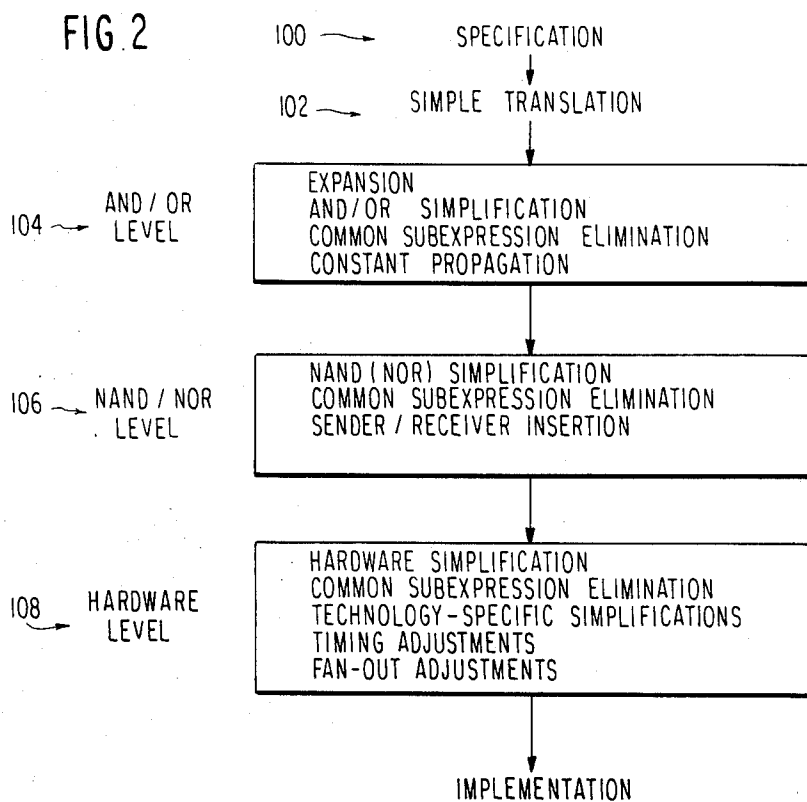 FIG. 2
100 SPECIFICATION
102 SIMPLE TRANSLATION
104 AND / OR LEVEL
EXPANSION
AND/OR SIMPLIFICATION
COMMON SUBEXPRESSION ELIMINATION
CONSTANT PROPAGATION
106 NAND / NOR LEVEL
NAND (NOR) SIMPLIFICATION
COMMON SUBEXPRESSION ELIMINATION
SENDER / RECEIVER INSERTION
108 HARDWARE LEVEL
HARDWARE SIMPLIFICATION
COMMON SUBEXPRESSION ELIMINATION
TECHNOLOGY-SPECIFIC SIMPLIFICATIONS
TIMING ADJUSTMENTS
FAN-OUT ADJUSTMENTS
IMPLEMENTATION